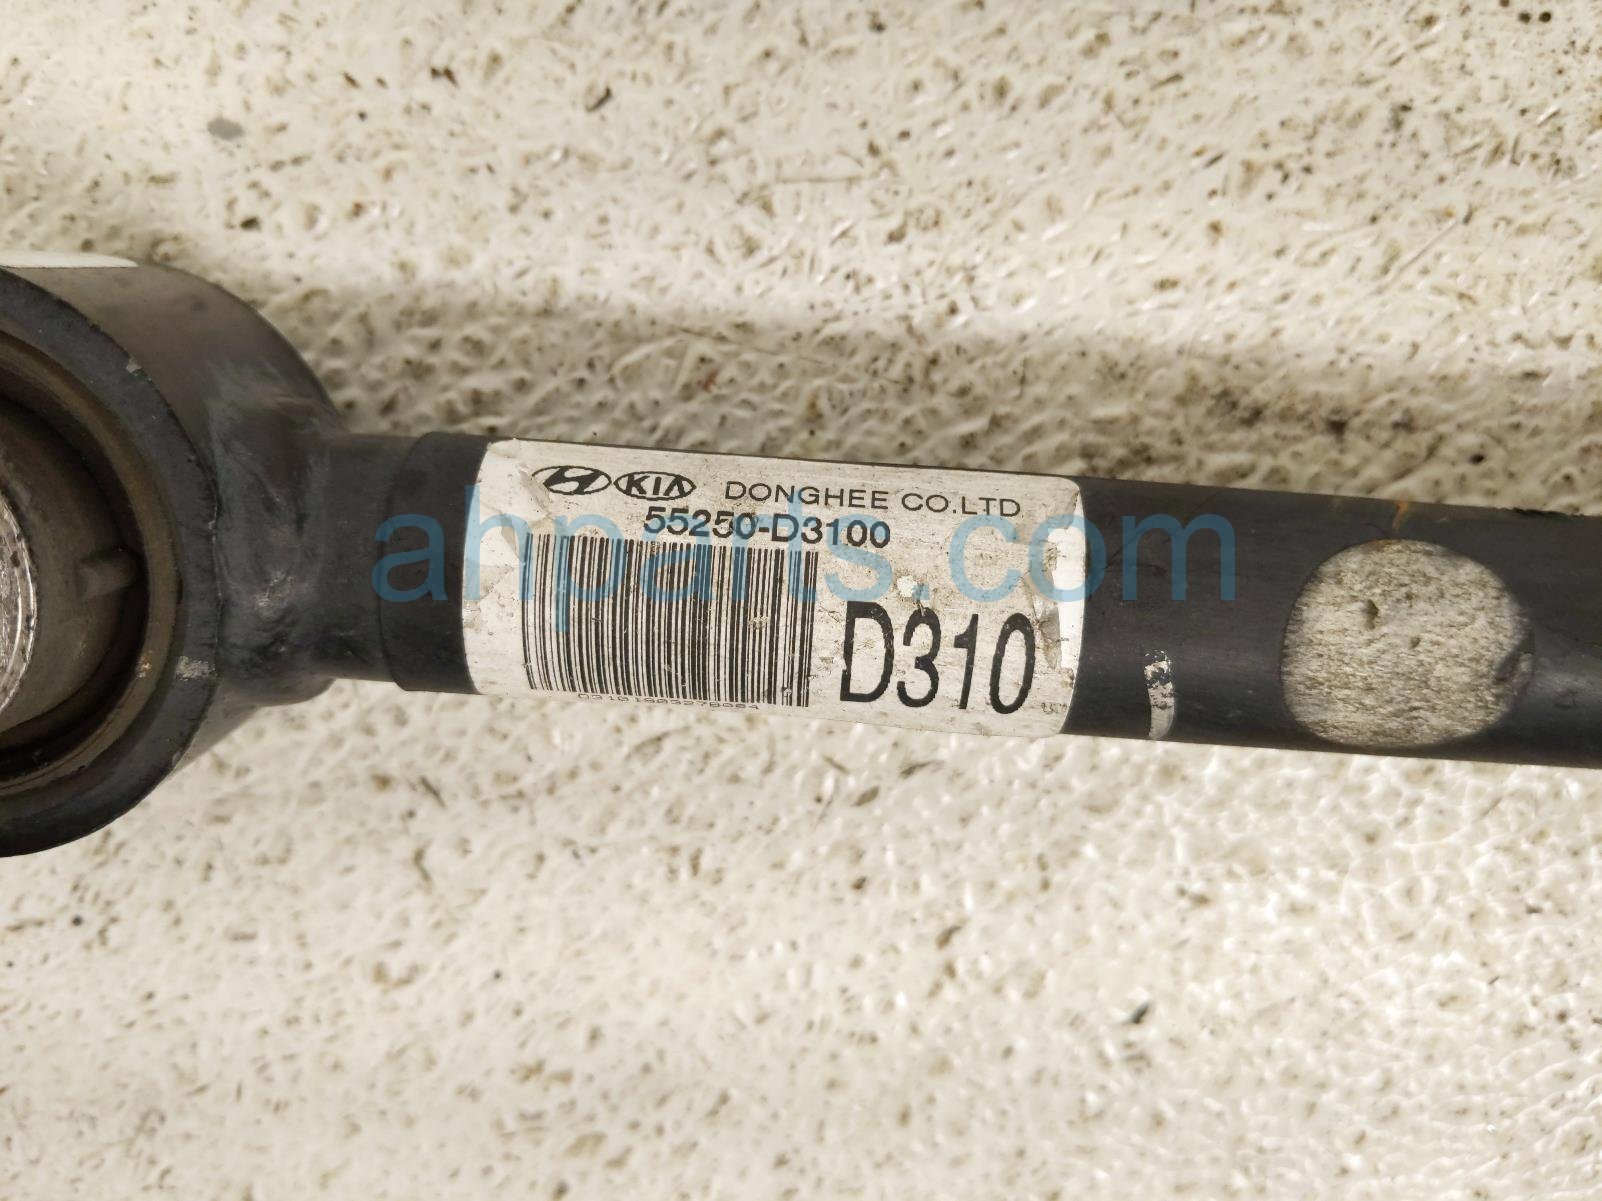 KIA DONGHEE CO.LTD
55250-D3100
D310
ahparts.com